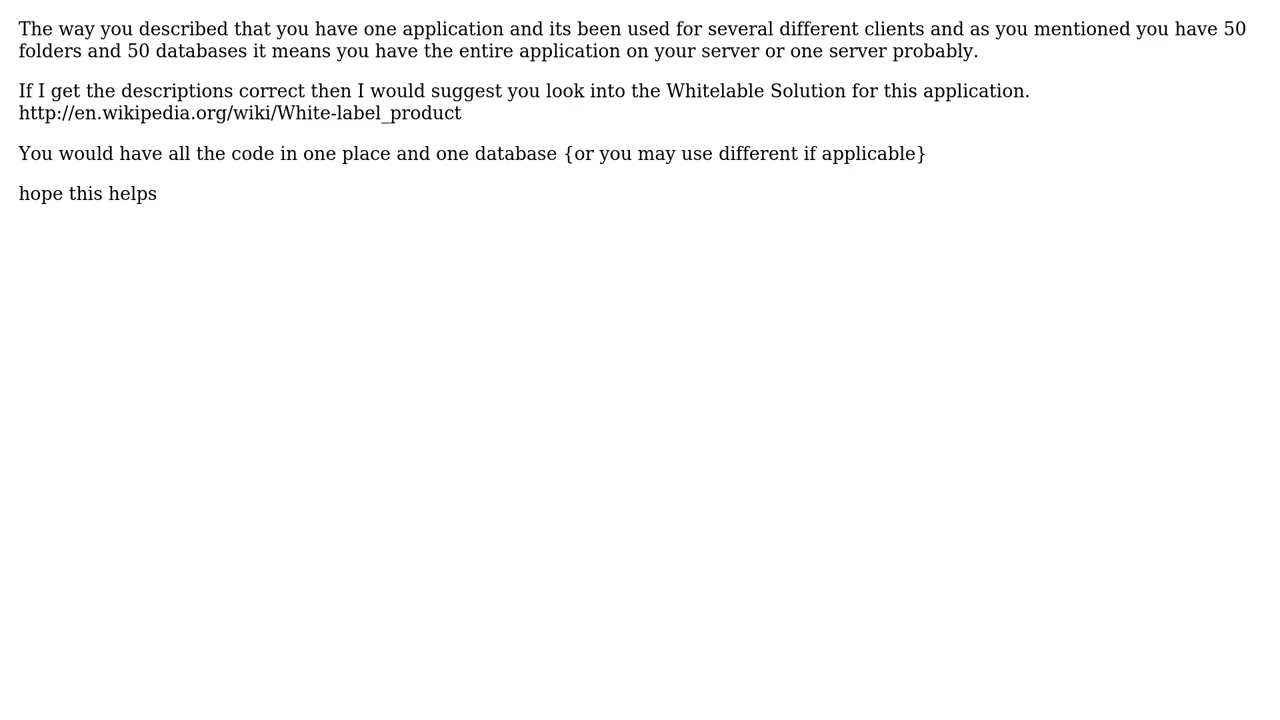 The way you described that you have one application and its been used for several different clients and as you mentioned you have 50
folders and 50 databases it means you have the entire application on your server or one server probably.
If I get the descriptions correct then I would suggest you look into the Whitelable Solution for this application.
http://en.wikipedia.org/wiki/White-label_product
You would have all the code in one place and one database {or you may use different if applicable}
hope this helps